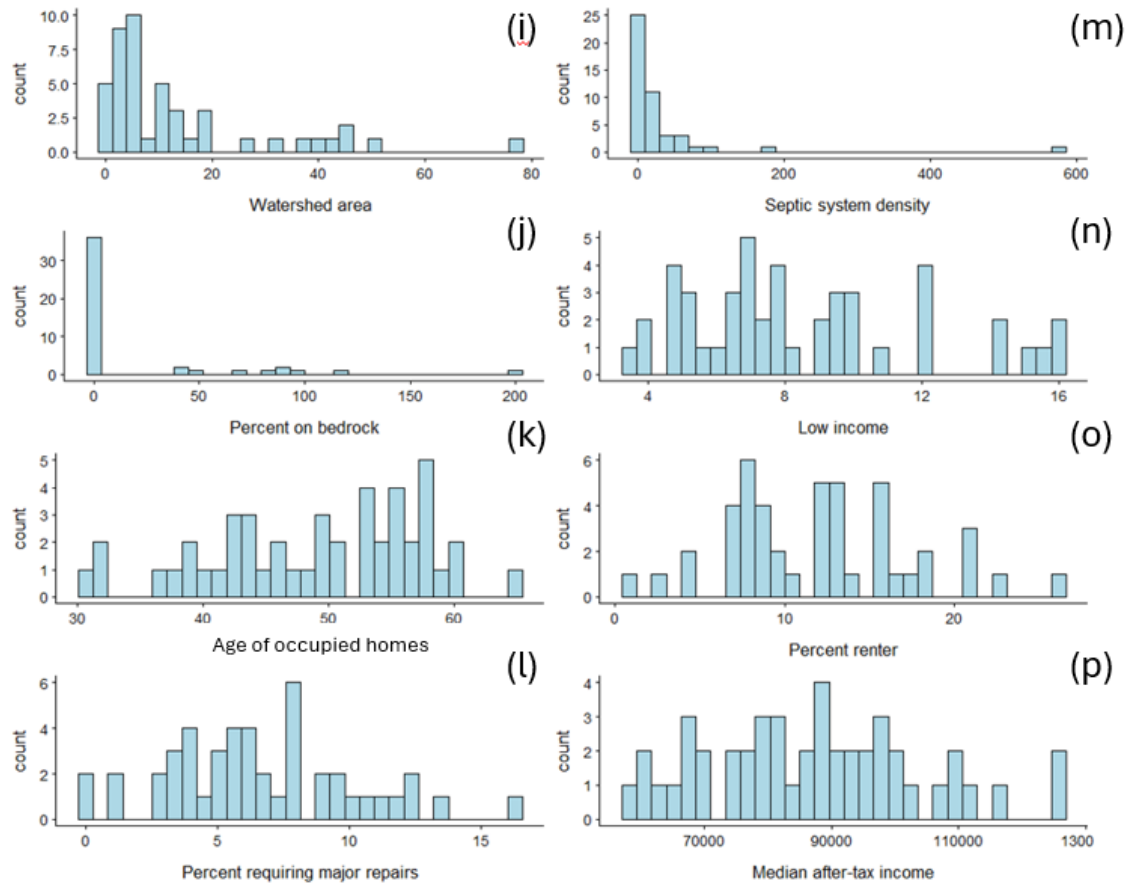 (i)
10.0
7.5
5.0
2.5
0.0
count
0 20 40 60 80
Watershed area
(m)
25
20
15
10
5
0
count
0 200 400 600
Septic system density
(j)
30
20
10
0
count
0 50 100 150 200
Percent on bedrock
(n)
5
4
3
2
1
0
count
4 8 12 16
Low income
(k)
5
4
3
2
1
0
count
30 40 50 60
Age of occupied homes
(o)
6
4
2
0
count
0 10 20
Percent renter
(l)
6
4
2
0
count
0 5 10 15
Percent requiring major repairs
(p)
4
3
2
1
0
count
70000 90000 110000 1300
Median after-tax income